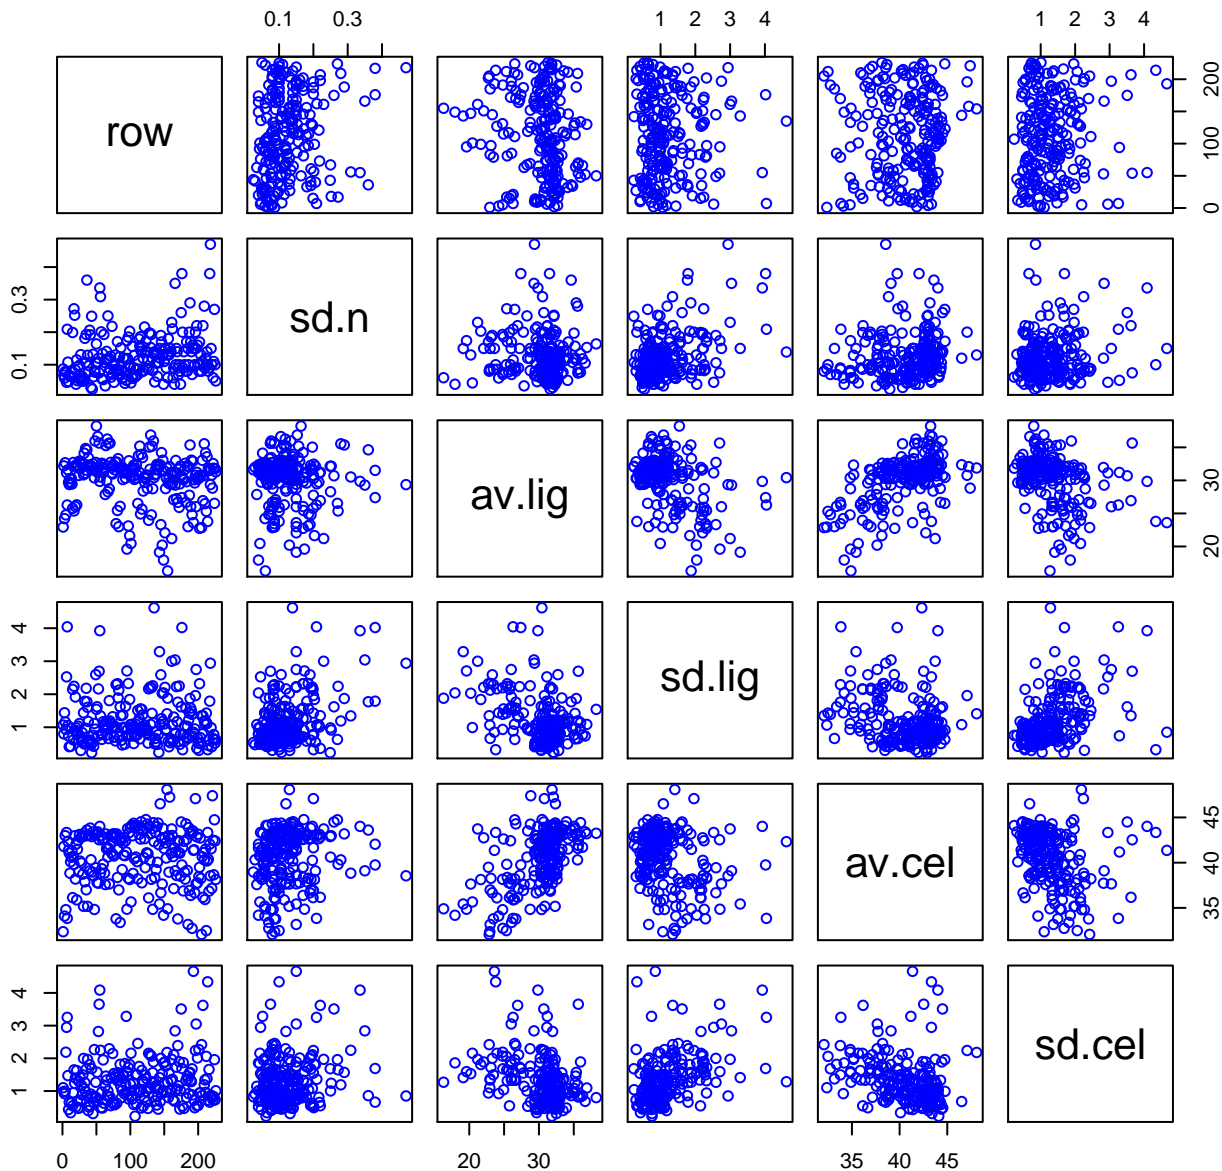 0.1 0.3 1 2 3 4 1 2 3 4
row 0 100 200
0.1 0.3 sd.n
av.lig 20 30
1 2 3 4 sd.lig
av.cel 35 40 45
1 2 3 4 sd.cel
0 100 200 20 30 35 40 45